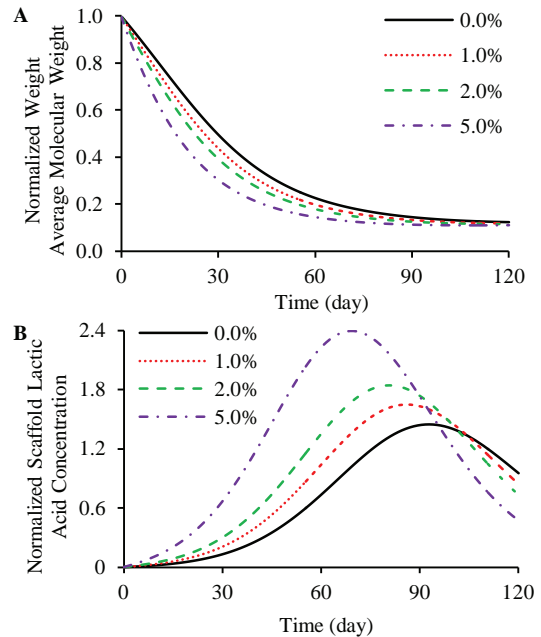 A
Normalized Weight
Average Molecular Weight
1.0
0.8
0.6
0.4
0.2
0.0
0.0%
1.0%
2.0%
5.0%
0 30 60 90 120
Time (day)
B
Normalized Scaffold Lactic
Acid Concentration
2.4
1.8
1.2
0.6
0
0.0%
1.0%
2.0%
5.0%
0 30 60 90 120
Time (day)